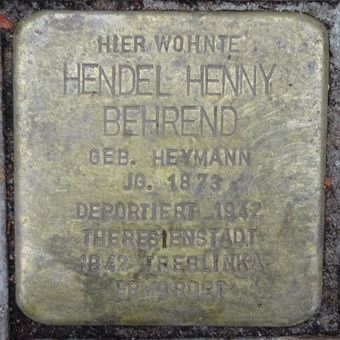 HIER WOHNTE
HENDEL HENNY
BEHREND
GEB. HEYMANN
JG. 1873
DEPORTIERT 1942
THERESIENSTADT
1942 TREBLINKA
ERMORDET